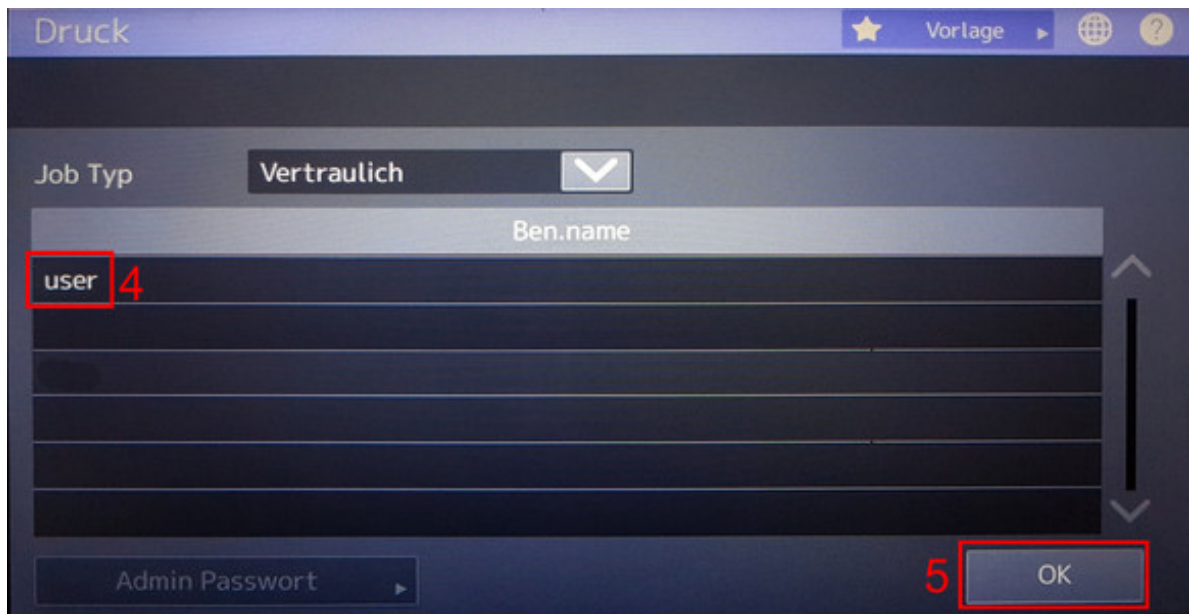 Druck
Vorlage
Job Typ Vertraulich
Ben.name
user 4
Admin Passwort
5 OK